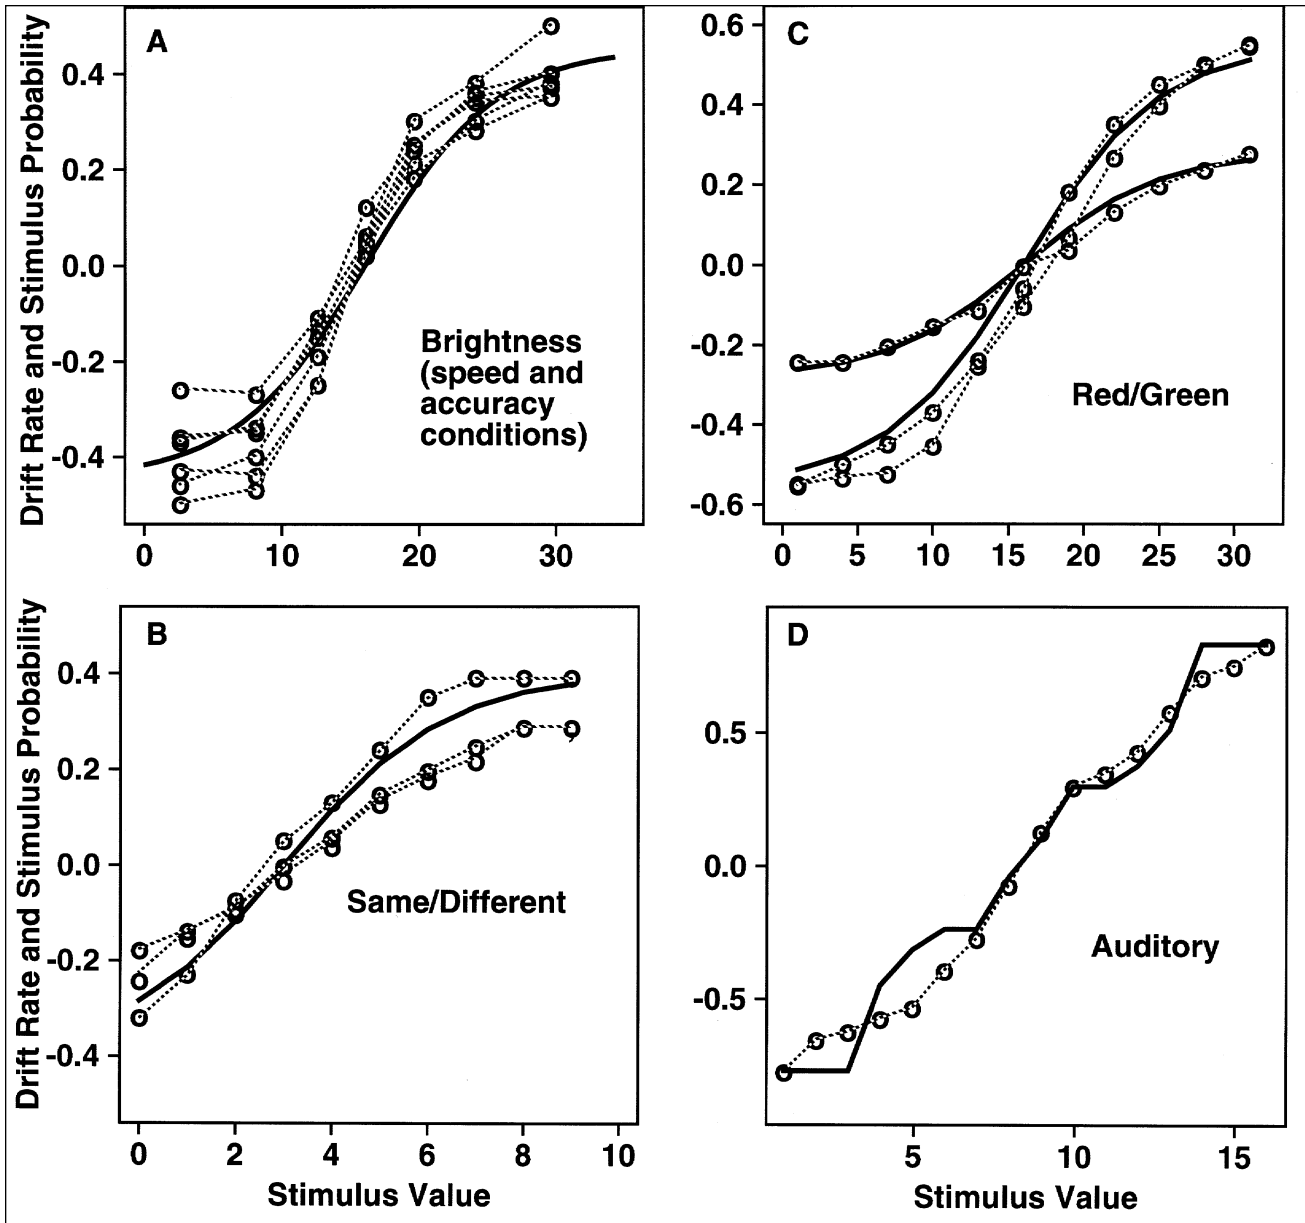 Drift Rate and Stimulus Probability
A
0.4
0.2
0.0
-0.2
-0.4
Brightness
(speed and
accuracy
conditions)
0 10 20 30
C
0.6
0.4
0.2
0.0
-0.2
-0.4
-0.6
Red/Green
0 5 10 15 20 25 30
Drift Rate and Stimulus Probability
B
0.4
0.2
0.0
-0.2
-0.4
Same/Different
0 2 4 6 8 10
Stimulus Value
D
0.5
0.0
-0.5
Auditory
5 10 15
Stimulus Value